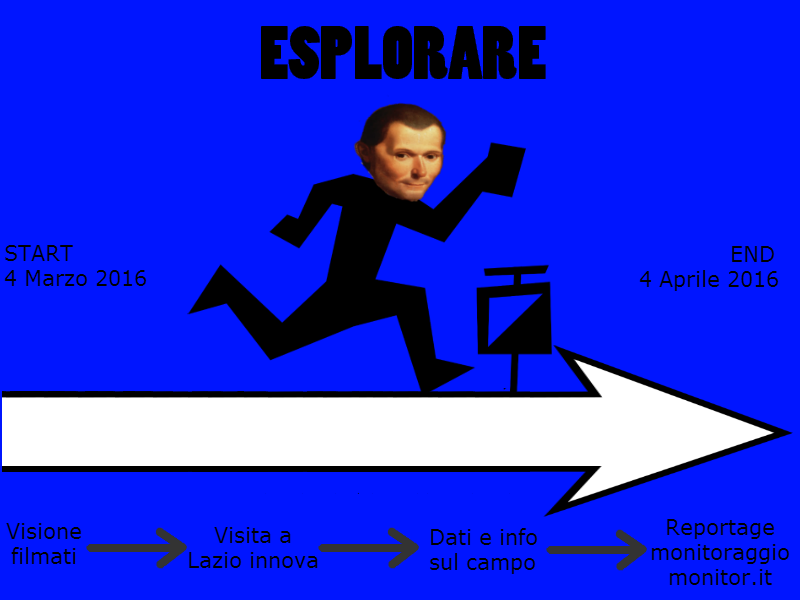 ESPLORARE
START
4 Marzo 2016
END
4 Aprile 2016
Visione
filmati
Visita a
Lazio innova
Dati e info
sul campo
Reportage
monitoraggio
monitor.it